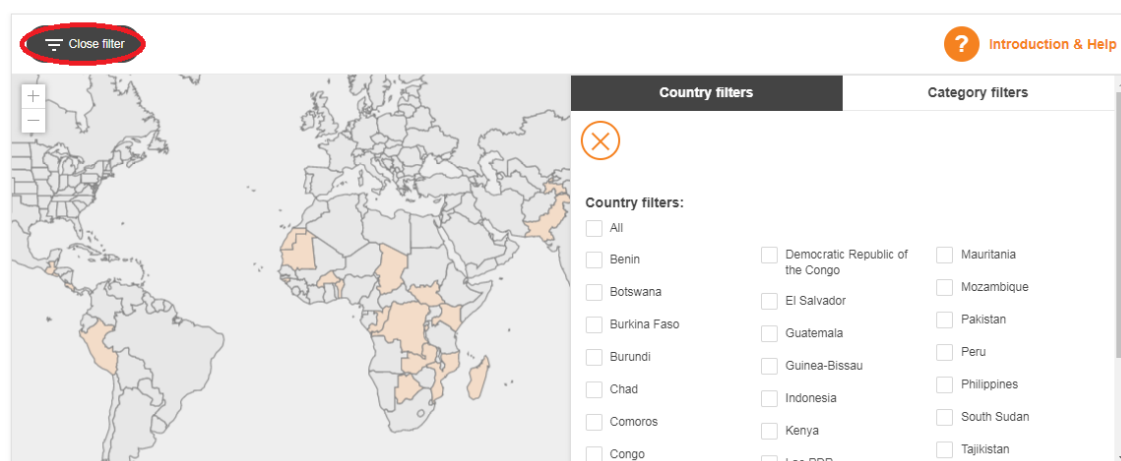 Close filter
? Introduction & Help
+
−
Country filters
Category filters
Country filters:
All
Benin
Botswana
Burkina Faso
Burundi
Chad
Comoros
Congo
Democratic Republic of
the Congo
El Salvador
Guatemala
Guinea-Bissau
Indonesia
Kenya
Lao PDR
Mauritania
Mozambique
Pakistan
Peru
Philippines
South Sudan
Tajikistan